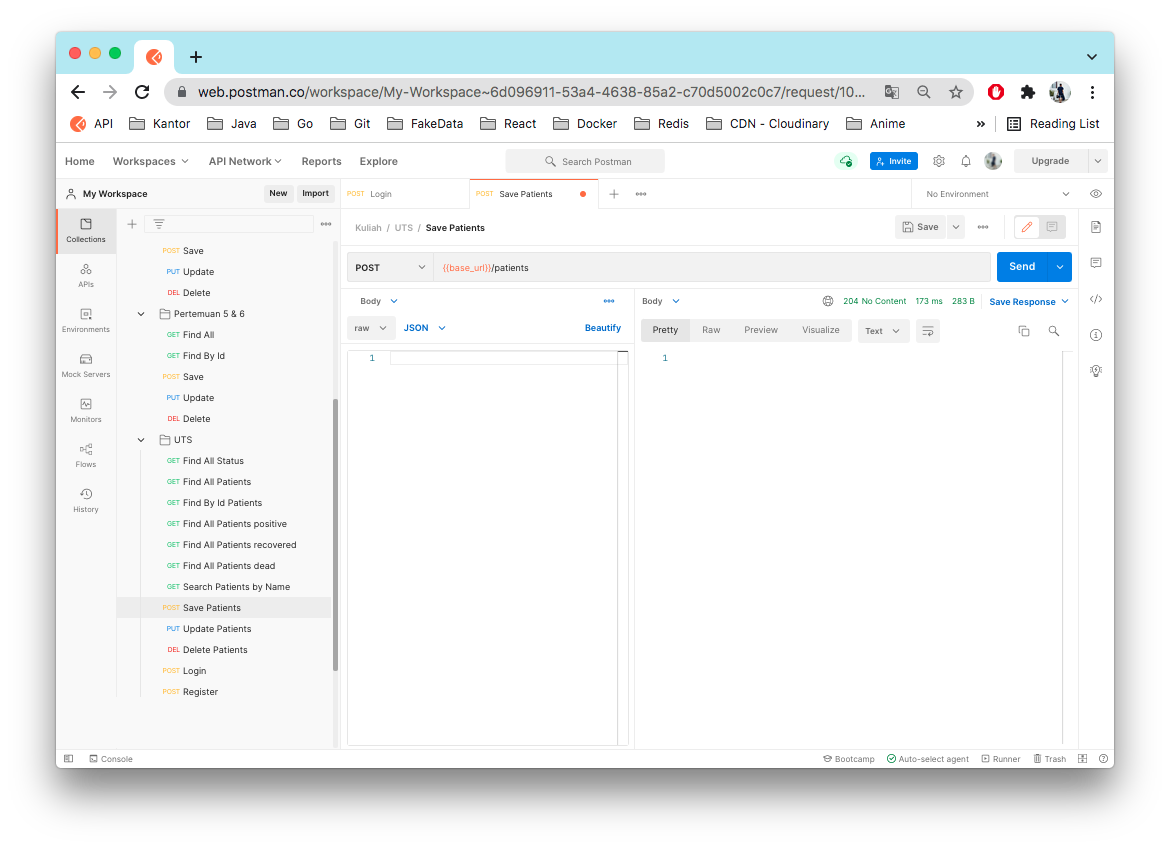 web.postman.co/workspace/My-Workspace~6d096911-53a4-4638-85a2-c70d5002c0c7/request/10...
API Kantor Java Go Git FakeData React Docker Redis CDN - Cloudinary Anime » Reading List
Home Workspaces API Network Reports Explore Search Postman Invite Upgrade
My Workspace New Import POST Login POST Save Patients No Environment
Collections
APIs
Environments
Mock Servers
Monitors
Flows
History
POST Save
PUT Update
DEL Delete
Pertemuan 5 & 6
GET Find All
GET Find By Id
POST Save
PUT Update
DEL Delete
UTS
GET Find All Status
GET Find All Patients
GET Find By Id Patients
GET Find All Patients positive
GET Find All Patients recovered
GET Find All Patients dead
GET Search Patients by Name
POST Save Patients
PUT Update Patients
DEL Delete Patients
POST Login
POST Register
Kuliah / UTS / Save Patients Save
POST {{base_url}}/patients Send
Body
raw JSON Beautify
1
Body 204 No Content 173 ms 283 B Save Response
Pretty Raw Preview Visualize Text
1
Console Bootcamp Auto-select agent Runner Trash